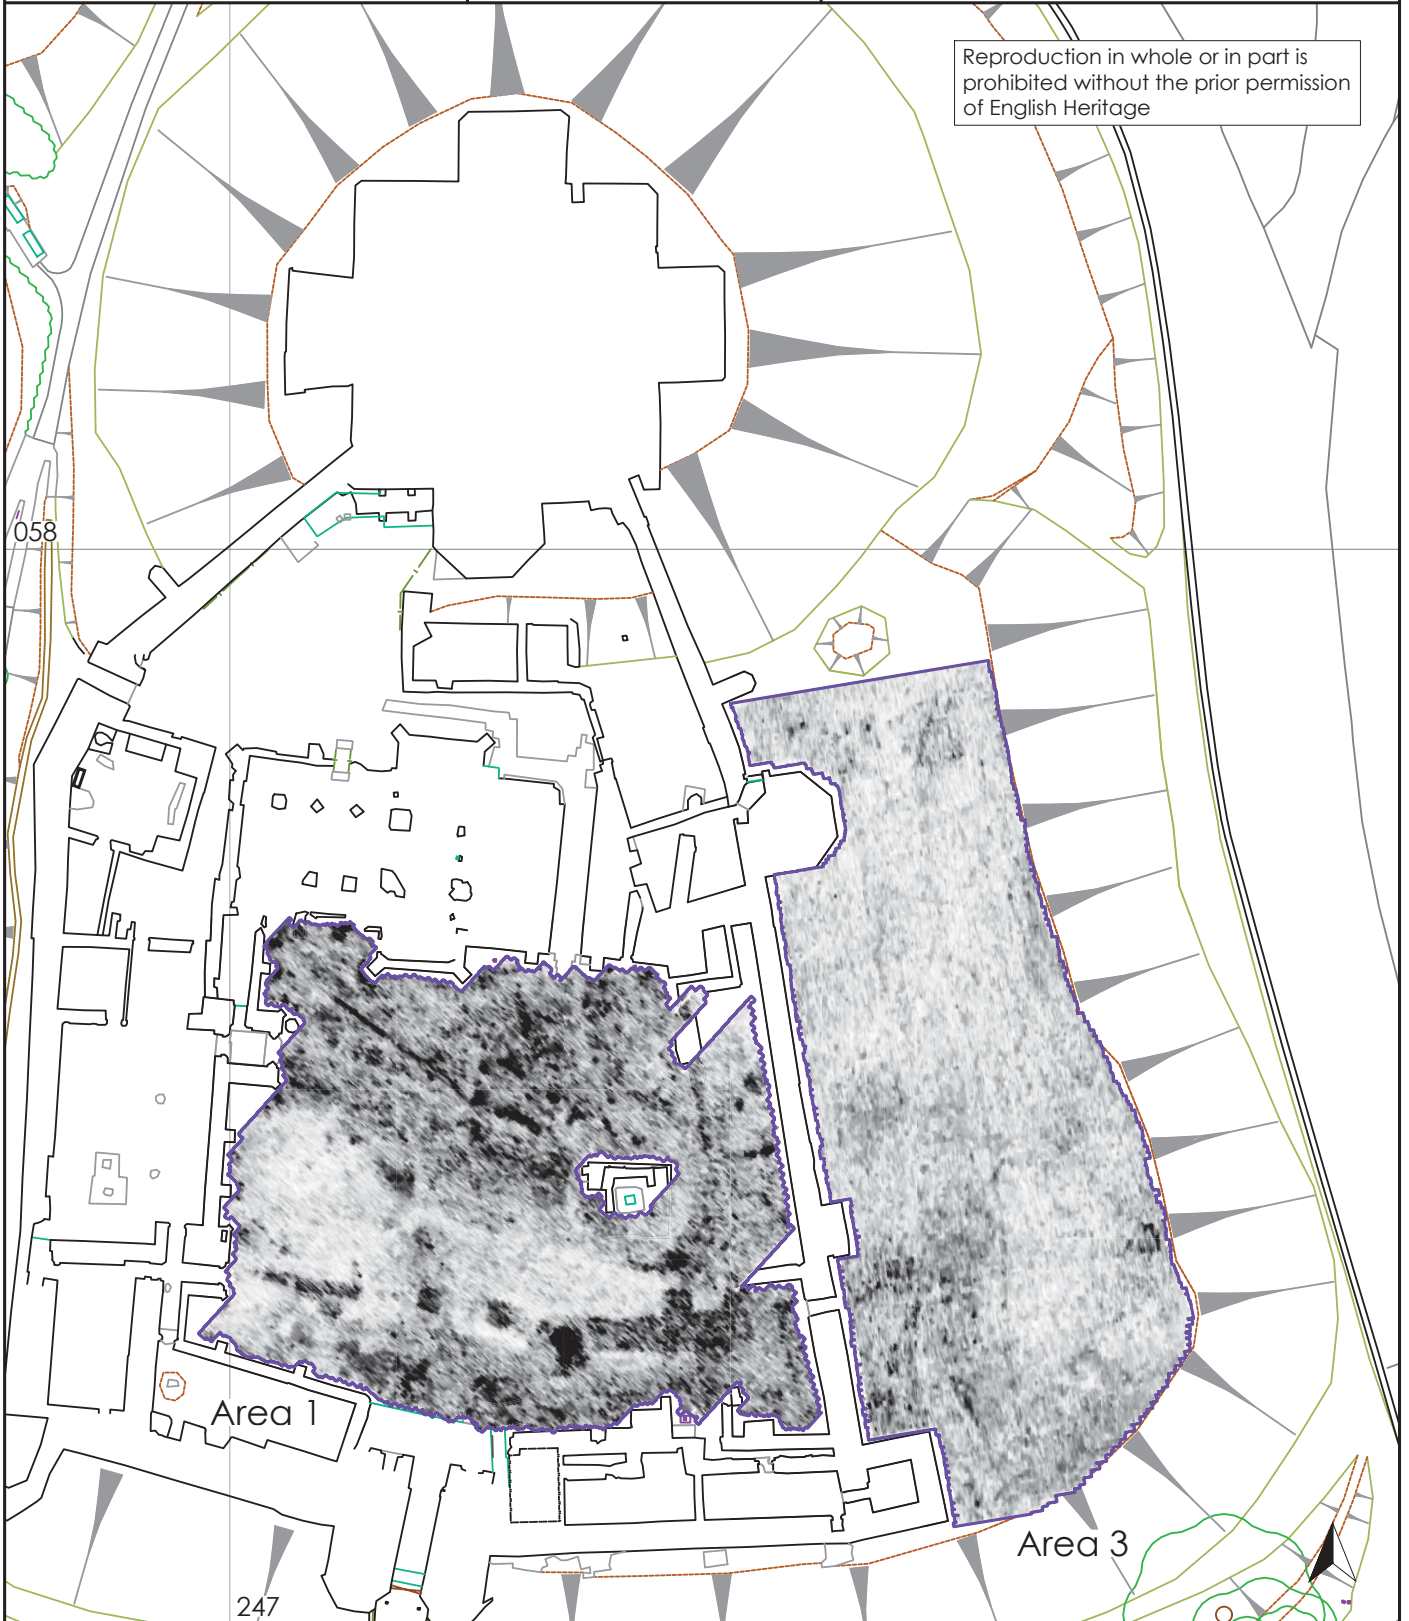 Reproduction in whole or in part is
prohibited without the prior permission
of English Heritage
058
Area 1
Area 3
247